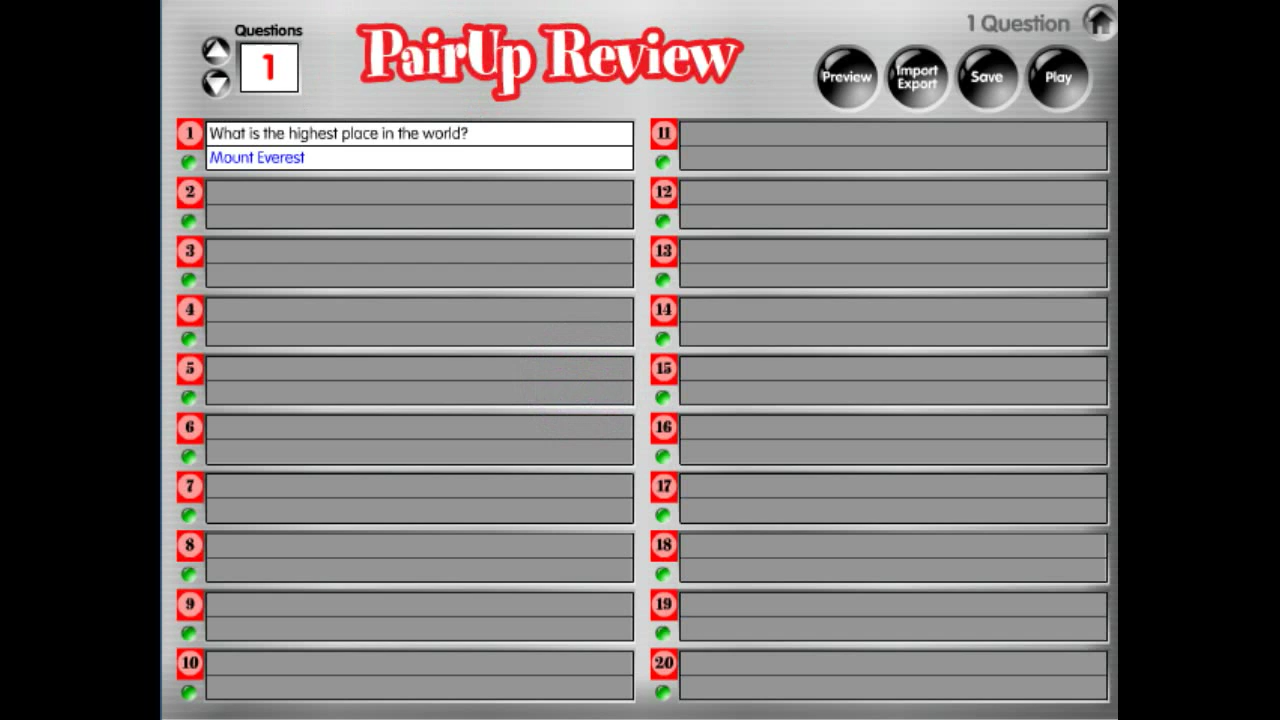 Questions
1
PairUp Review
1 Question
Preview
Import
Export
Save
Play
1
What is the highest place in the world?
Mount Everest
2
3
4
5
6
7
8
9
10
11
12
13
14
15
16
17
18
19
20